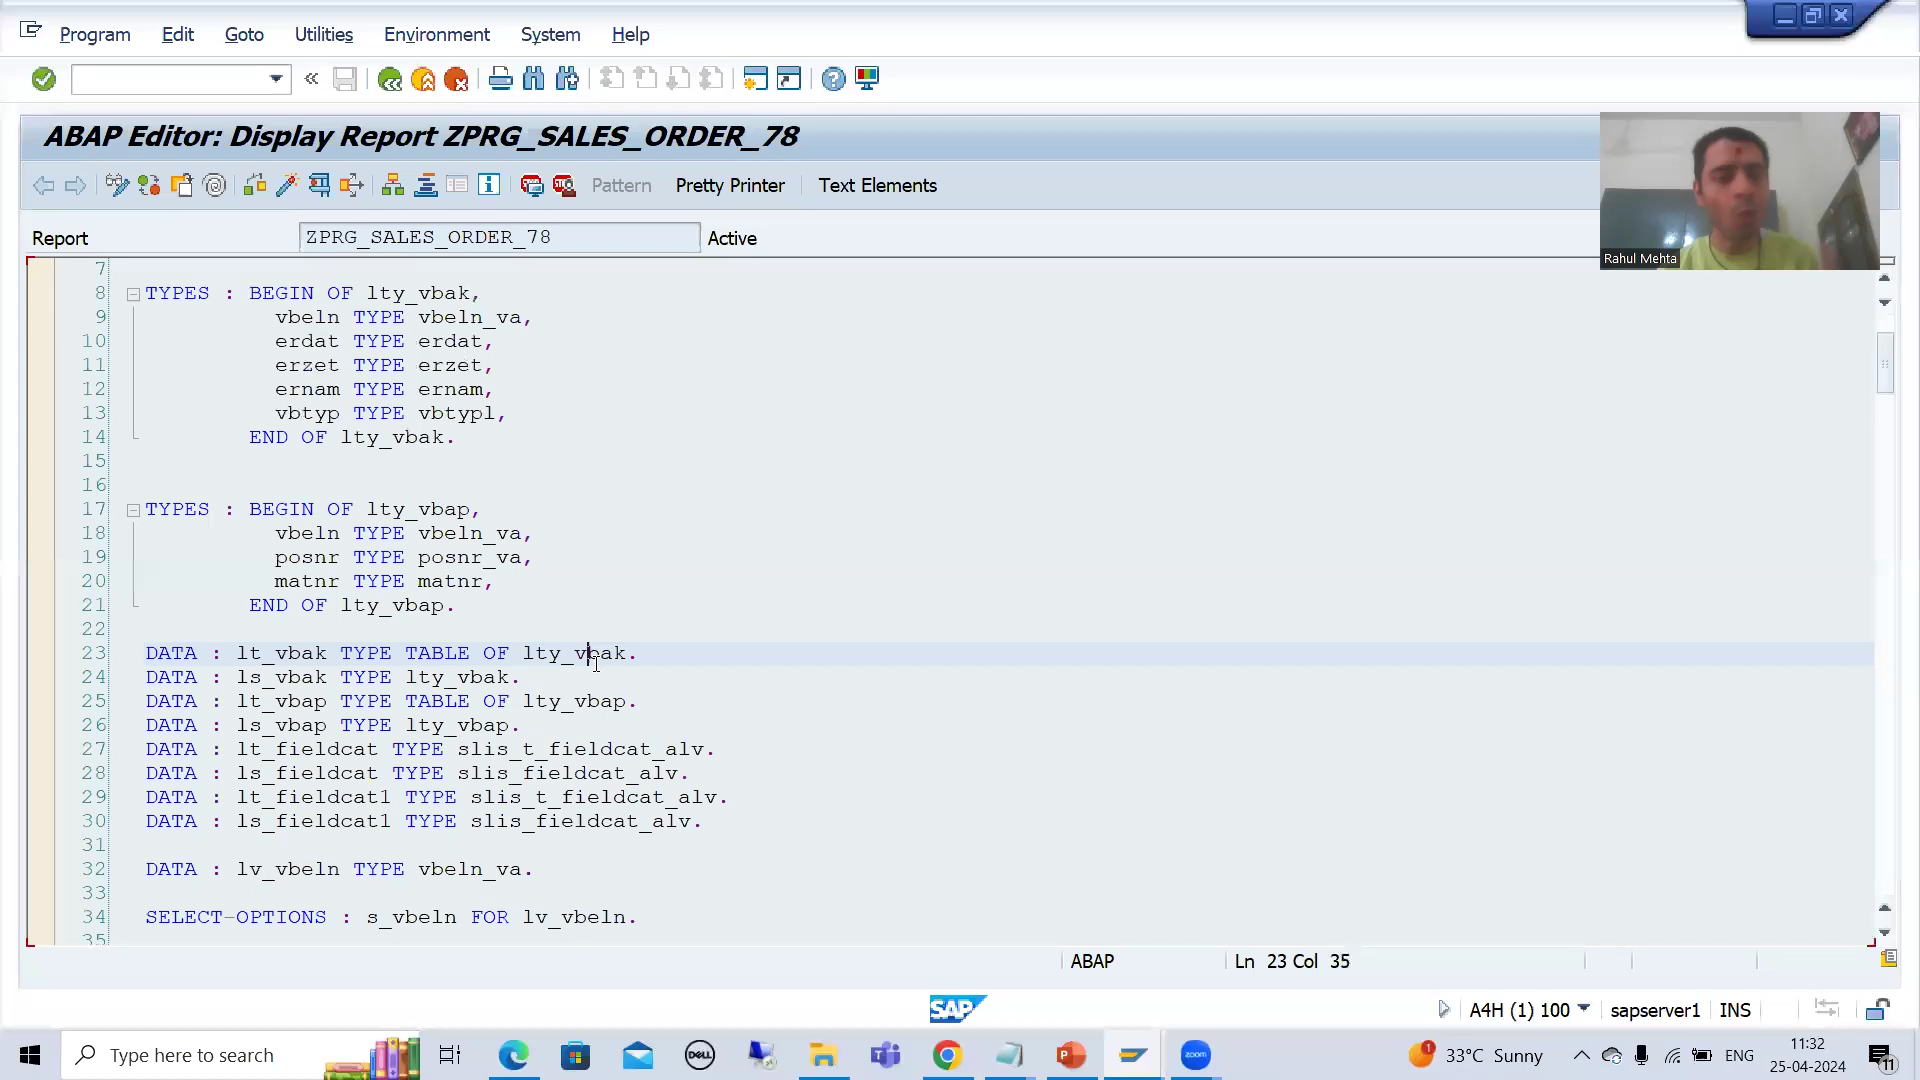 Program Edit Goto Utilities Environment System Help
ABAP Editor: Display Report ZPRG_SALES_ORDER_78
Pattern Pretty Printer Text Elements
Report ZPRG_SALES_ORDER_78 Active
Rahul Mehta
7
8 TYPES : BEGIN OF lty_vbak,
9 vbeln TYPE vbeln_va,
10 erdat TYPE erdat,
11 erzet TYPE erzet,
12 ernam TYPE ernam,
13 vbtyp TYPE vbtypl,
14 END OF lty_vbak.
15
16
17 TYPES : BEGIN OF lty_vbap,
18 vbeln TYPE vbeln_va,
19 posnr TYPE posnr_va,
20 matnr TYPE matnr,
21 END OF lty_vbap.
22
23 DATA : lt_vbak TYPE TABLE OF lty_vbak.
24 DATA : ls_vbak TYPE lty_vbak.
25 DATA : lt_vbap TYPE TABLE OF lty_vbap.
26 DATA : ls_vbap TYPE lty_vbap.
27 DATA : lt_fieldcat TYPE slis_t_fieldcat_alv.
28 DATA : ls_fieldcat TYPE slis_fieldcat_alv.
29 DATA : lt_fieldcat1 TYPE slis_t_fieldcat_alv.
30 DATA : ls_fieldcat1 TYPE slis_fieldcat_alv.
31
32 DATA : lv_vbeln TYPE vbeln_va.
33
34 SELECT-OPTIONS : s_vbeln FOR lv_vbeln.
35
ABAP Ln 23 Col 35
SAP A4H (1) 100 sapserver1 INS
Type here to search DELL zoom 1 33°C Sunny ENG 11:32
25-04-2024 11